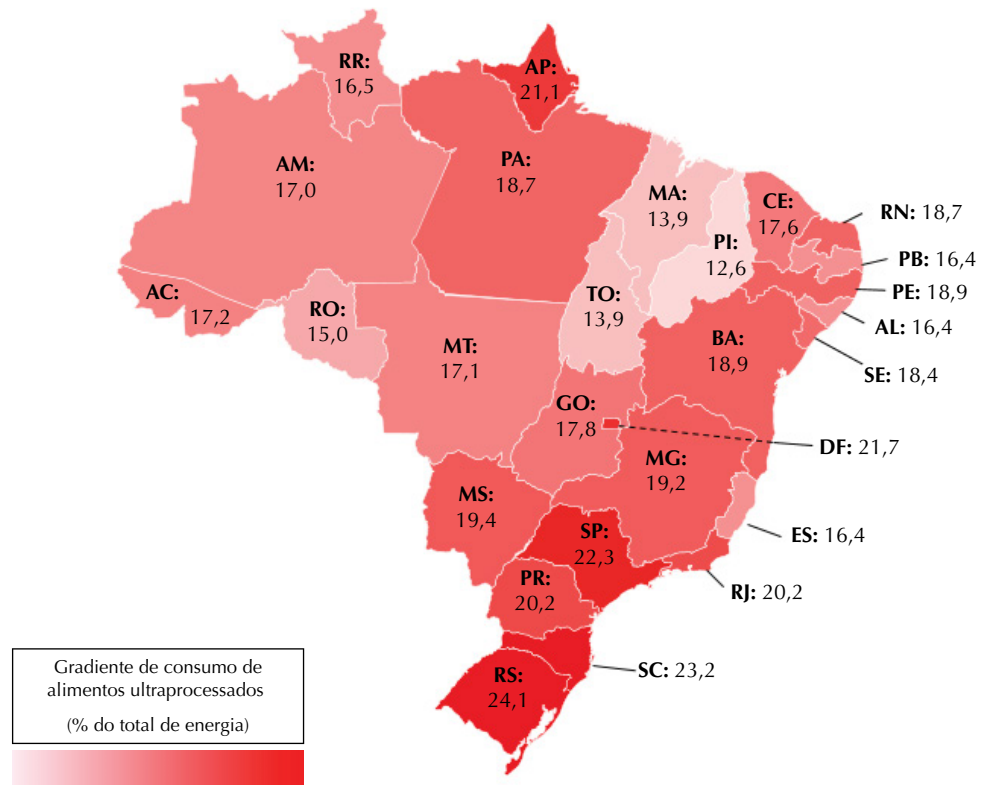 RR:
16,5
AP:
21,1
AM:
17,0
PA:
18,7
MA:
13,9
CE:
17,6
RN: 18,7
PI:
12,6
PB: 16,4
AC:
17,2
RO:
15,0
TO:
13,9
PE: 18,9
AL: 16,4
MT:
17,1
BA:
18,9
SE: 18,4
GO:
17,8
DF: 21,7
MG:
19,2
MS:
19,4
SP:
22,3
ES: 16,4
PR:
20,2
RJ: 20,2
SC: 23,2
RS:
24,1
Gradiente de consumo de
alimentos ultraprocessados
(% do total de energia)